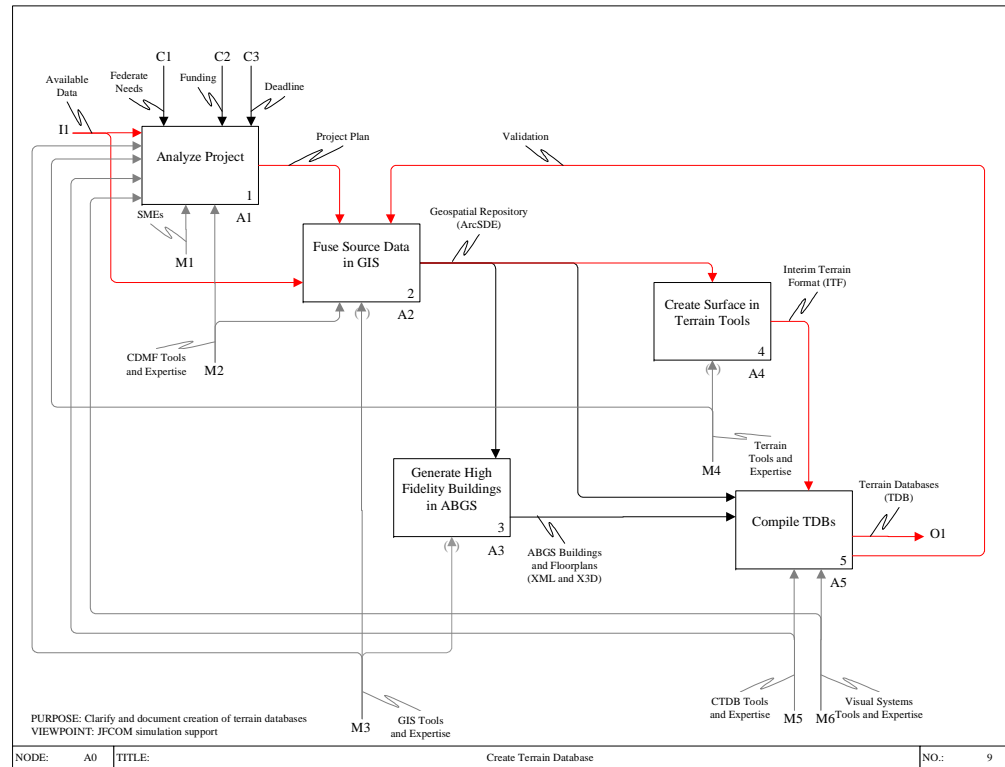 C1
C2
C3
Federate
Needs
Funding
Deadline
Available
Data
I1
Analyze Project
1
A1
Project Plan
Validation
SMEs
M1
Geospatial Repository
(ArcSDE)
Fuse Source Data
in GIS
2
A2
( )
Interim Terrain
Format (ITF)
Create Surface in
Terrain Tools
4
A4
( )
CDMF Tools
and Expertise
M2
Terrain
Tools and
Expertise
M4
Generate High
Fidelity Buildings
in ABGS
3
A3
( )
ABGS Buildings
and Floorplans
(XML and X3D)
Terrain Databases
(TDB)
Compile TDBs
O1
5
A5
GIS Tools
and Expertise
M3
CTDB Tools
and Expertise
M5
M6
Visual Systems
Tools and Expertise
PURPOSE: Clarify and document creation of terrain databases
VIEWPOINT: JFCOM simulation support
NODE: A0 TITLE: Create Terrain Database NO.: 9